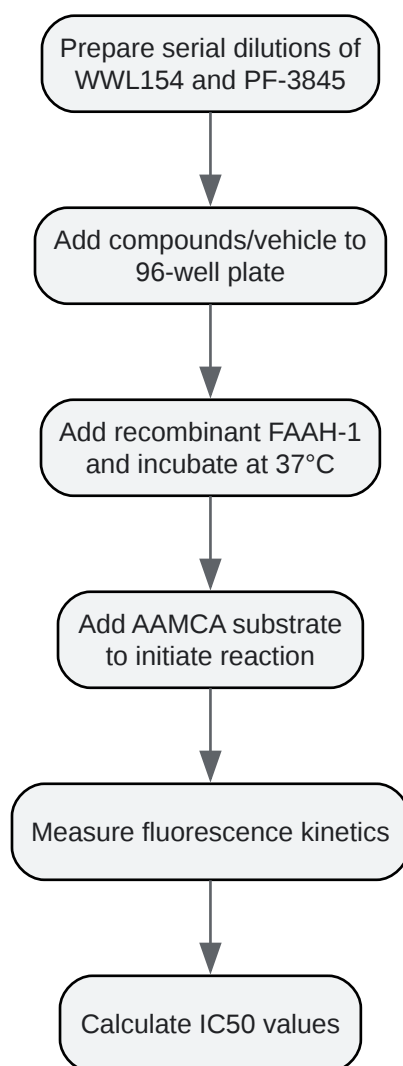 Prepare serial dilutions of
WWL154 and PF-3845
Add compounds/vehicle to
96-well plate
Add recombinant FAAH-1
and incubate at 37°C
Add AAMCA substrate
to initiate reaction
Measure fluorescence kinetics
Calculate IC50 values